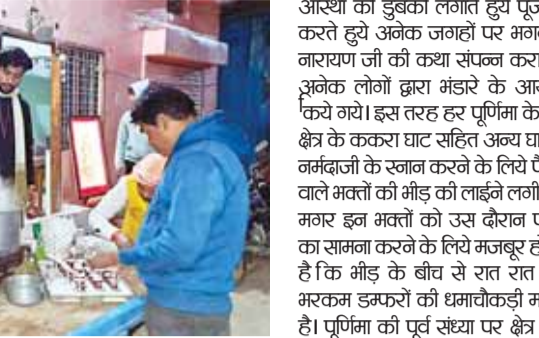 आस्था की डुबकी लगाते हुये पूज
करते हुये अनेक जगहों पर भगव
नारायण जी की कथा संपन्न करा
अनेक लोगों द्वारा भंडारे के आय
किये गये। इस तरह हर पूर्णिमा के
क्षेत्र के ककरा घाट सहित अन्य घा
नर्मदाजी के स्नान करने के लिये पै
वाले भक्तों की भीड़ की लाईने लगी
मगर इन भक्तों को उस दौरान प
का सामना करने के लिये मजबूर हो
है कि भीड़ के बीच से रात रात
भरकम डम्फरों की धमाचौकड़ी म
है। पूर्णिमा की पूर्व संध्या पर क्षेत्र